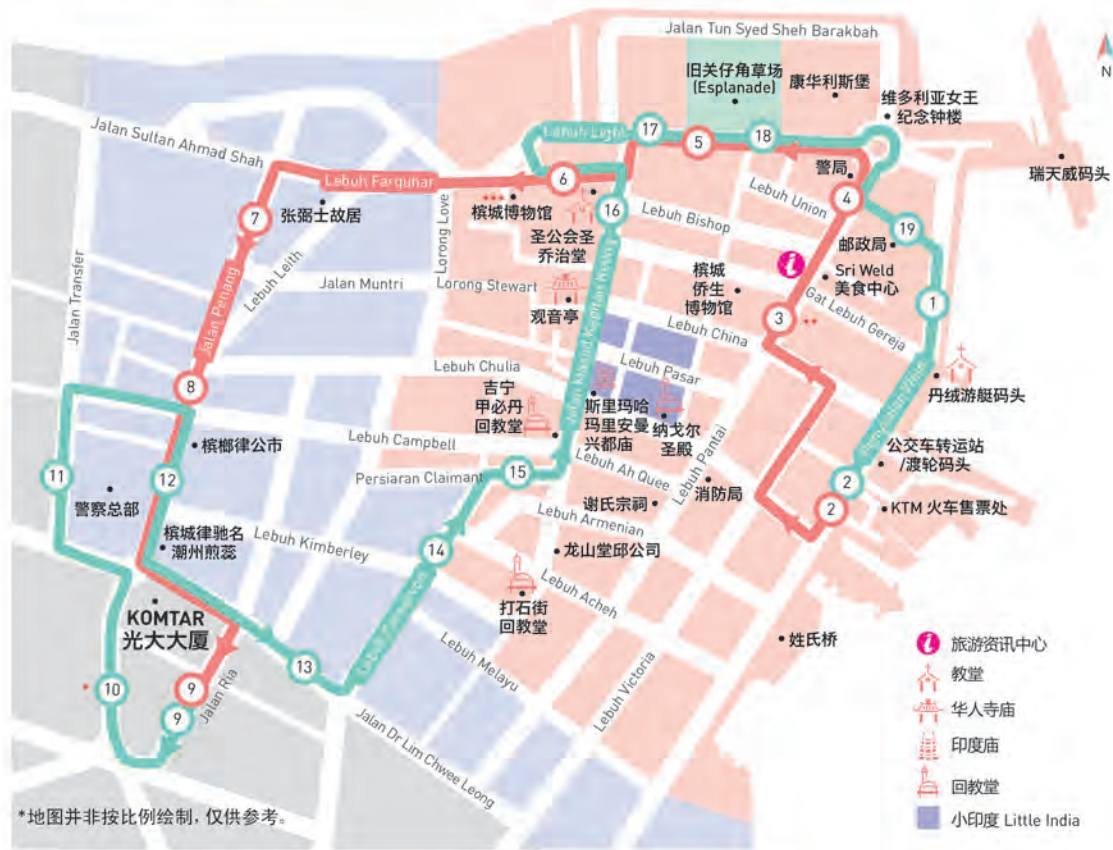 Jalan Tun Syed Sheh Barakbah
N
旧关仔角草场
(Esplanade)
康华利斯堡
维多利亚女王
纪念钟楼
瑞天威码头
Jalan Sultan Ahmad Shah
Lebuh Light
17
5
18
警局
Lebuh Farquhar
6
4
Lebuh Union
7
张弼士故居
槟城博物馆
16
Lebuh Bishop
19
邮政局
圣公会圣
乔治堂
Lorong Love
Lebuh Leith
Jalan Transfer
Jalan Muntri
Lorong Stewart
槟城
侨生
博物馆
i
Sri Weld
美食中心
1
观音亭
3
Gat Lebuh Gereja
Jalan Penang
Jalan Masjid Kapitan Keling
Lebuh China
Lebuh Chulia
Lebuh Pasar
8
吉宁
甲必丹
回教堂
斯里玛哈
玛里安曼
兴都庙
纳戈尔
圣殿
丹绒游艇码头
槟榔律公市
Lebuh Campbell
Lebuh Pantai
公交车转运站
/渡轮码头
11
12
Persiaran Claimant
15
Lebuh Ah Quee
2
警察总部
消防局
2
KTM 火车售票处
谢氏宗祠
槟城律驰名
潮州煎蕊
Lebuh Kimberley
14
Lebuh Armenian
龙山堂邱公司
KOMTAR
光大大厦
打石街
回教堂
Lebuh Acheh
姓氏桥
13
Lebuh Melayu
Lebuh Victoria
10
9
9
Jalan Ria
Jalan Dr Lim Chwee Leong
i
旅游资讯中心
教堂
华人寺庙
印度庙
回教堂
小印度 Little India
*地图并非按比例绘制, 仅供参考。